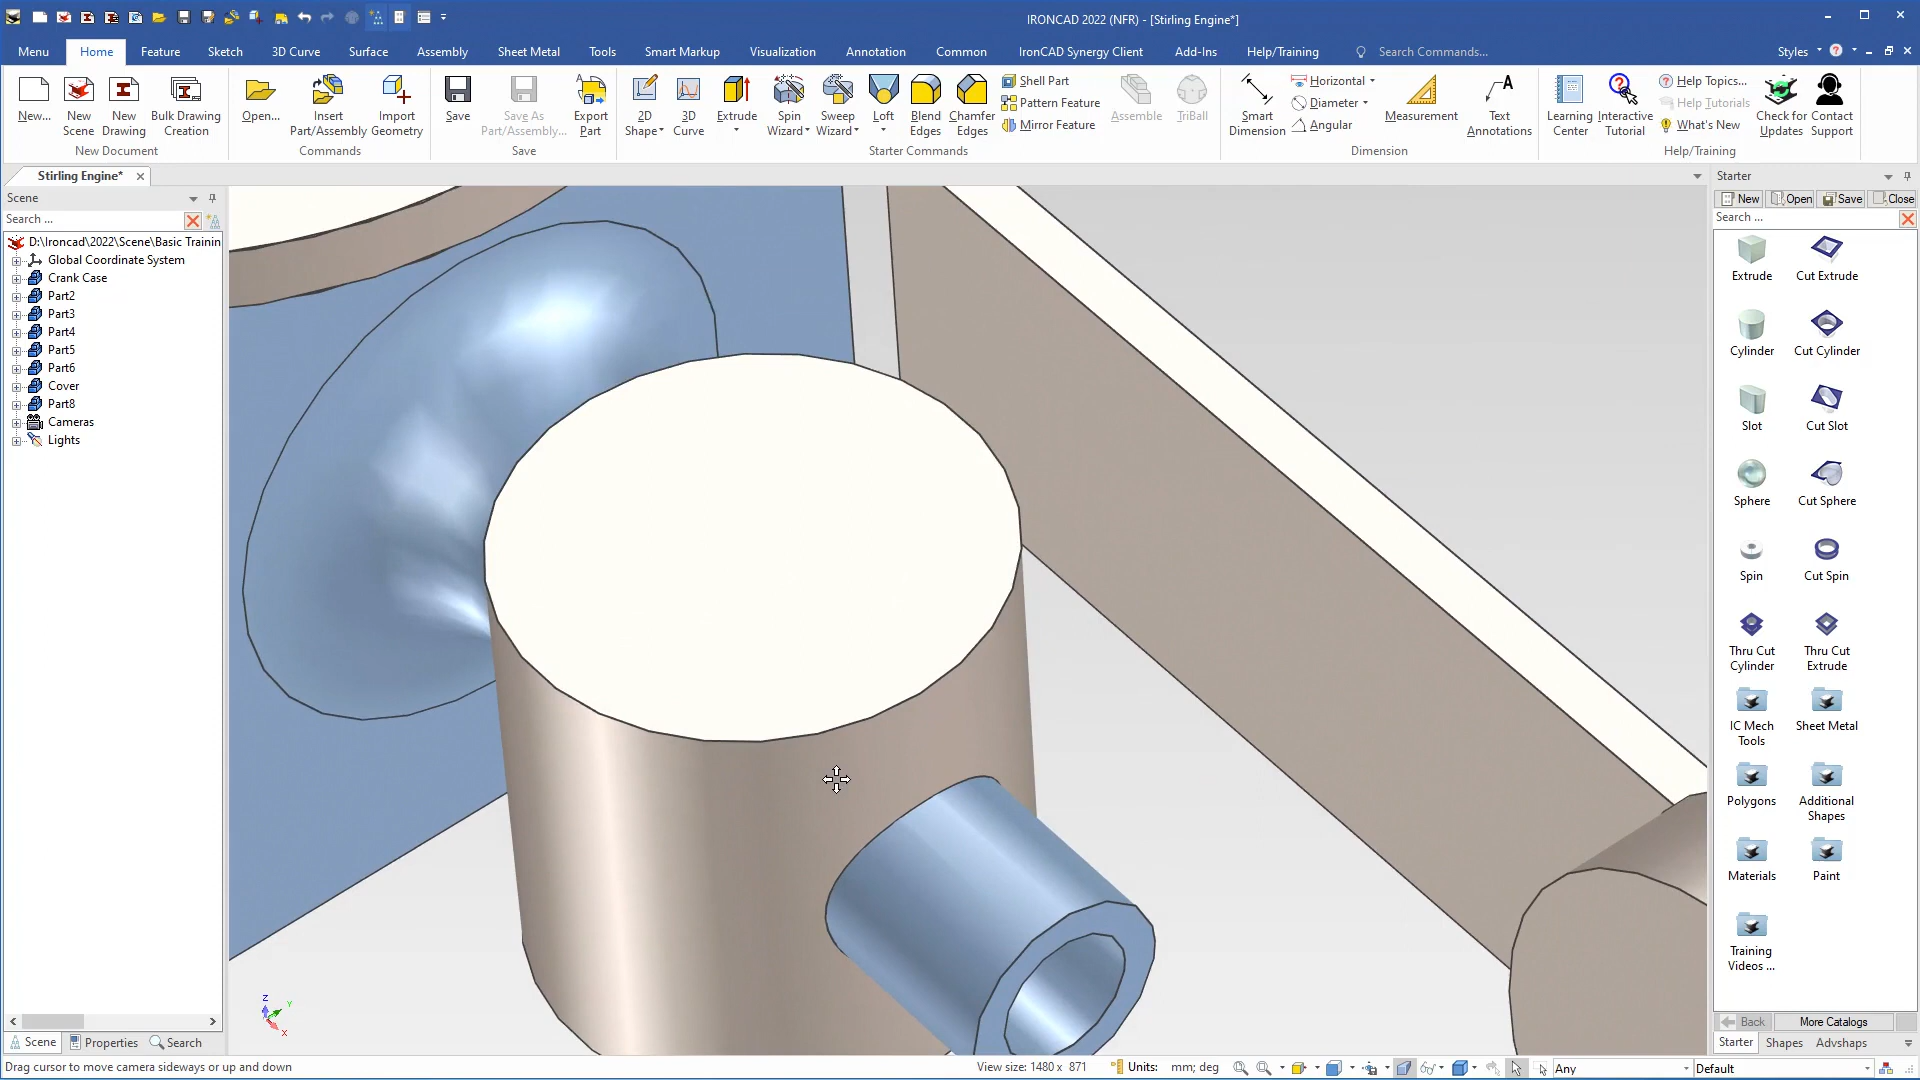 IRONCAD 2022 (NFR) - [Stirling Engine*]
Menu
Home
Feature
Sketch
3D Curve
Surface
Assembly
Sheet Metal
Tools
Smart Markup
Visualization
Annotation
Common
IronCAD Synergy Client
Add-Ins
Help/Training
Search Commands...
Styles
New...
New
Scene
New
Drawing
Bulk Drawing
Creation
New Document
Open...
Insert
Part/Assembly
Import
Geometry
Commands
Save
Save As
Part/Assembly...
Export
Part
Save
2D
Shape
3D
Curve
Extrude
Spin
Wizard
Sweep
Wizard
Loft
Blend
Edges
Chamfer
Edges
Shell Part
Pattern Feature
Mirror Feature
Assemble
TriBall
Starter Commands
Smart
Dimension
Horizontal
Diameter
Angular
Measurement
Text
Annotations
Dimension
Learning
Center
Interactive
Tutorial
Help Topics...
Help Tutorials
What's New
Check for
Updates
Contact
Support
Help/Training
Stirling Engine*
Scene
Search ...
D:\Ironcad\2022\Scene\Basic Trainin
Global Coordinate System
Crank Case
Part2
Part3
Part4
Part5
Part6
Cover
Part8
Cameras
Lights
Z
Y
X
Scene
Properties
Search
Starter
New
Open
Save
Close
Search ...
Extrude
Cut Extrude
Cylinder
Cut Cylinder
Slot
Cut Slot
Sphere
Cut Sphere
Spin
Cut Spin
Thru Cut
Cylinder
Thru Cut
Extrude
IC Mech
Tools
Sheet Metal
Polygons
Additional
Shapes
Materials
Paint
Training
Videos ...
Back
More Catalogs
Starter
Shapes
Advshaps
Drag cursor to move camera sideways or up and down
View size: 1480 x 871
Units:
mm; deg
Any
Default